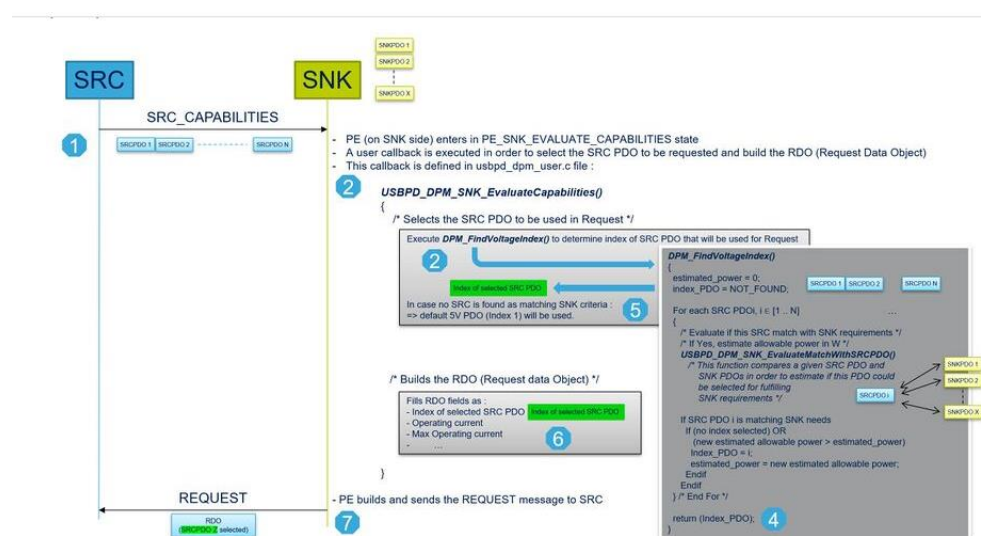 SRC
SNK
SNKPDO 1
SNKPDO 2
SNKPDO X
SRC_CAPABILITIES
1
SRCPDO 1
SRCPDO 2
SRCPDO N
- PE (on SNK side) enters in PE_SNK_EVALUATE_CAPABILITIES state
- A user callback is executed in order to select the SRC PDO to be requested and build the RDO (Request Data Object)
- This callback is defined in usbpd_dpm_user.c file :
2
USBPD_DPM_SNK_EvaluateCapabilities()
{
/* Selects the SRC PDO to be used in Request */
Execute DPM_FindVoltageIndex() to determine index of SRC PDO that will be used for Request
2
Index of selected SRC PDO
5
In case no SRC is found as matching SNK criteria :
=> default 5V PDO (Index 1) will be used.
DPM_FindVoltageIndex()
{
estimated_power = 0;
index_PDO = NOT_FOUND;
SRCPDO 1
SRCPDO 2
SRCPDO N
For each SRC PDOi, i ∈ [1 .. N]
...
{
/* Evaluate if this SRC match with SNK requirements */
/* If Yes, estimate allowable power in W */
USBPD_DPM_SNK_EvaluateMatchWithSRCPDO()
/* This function compares a given SRC PDO and
SNK PDOs in order to estimate if this PDO could
be selected for fulfilling
SNK requirements */
SRCPDO i
SNKPDO 1
SNKPDO 2
SNKPDO X
If SRC PDO i is matching SNK needs
If (no index selected) OR
(new estimated allowable power > estimated_power)
Index_PDO = i;
estimated_power = new estimated allowable power;
Endif
Endif
} /* End For */
return (Index_PDO);
4
}
/* Builds the RDO (Request data Object) */
Fills RDO fields as :
- Index of selected SRC PDO
Index of selected SRC PDO
- Operating current
- Max Operating current
- ...
6
}
REQUEST
- PE builds and sends the REQUEST message to SRC
7
RDO
(SRCPDO Z selected)